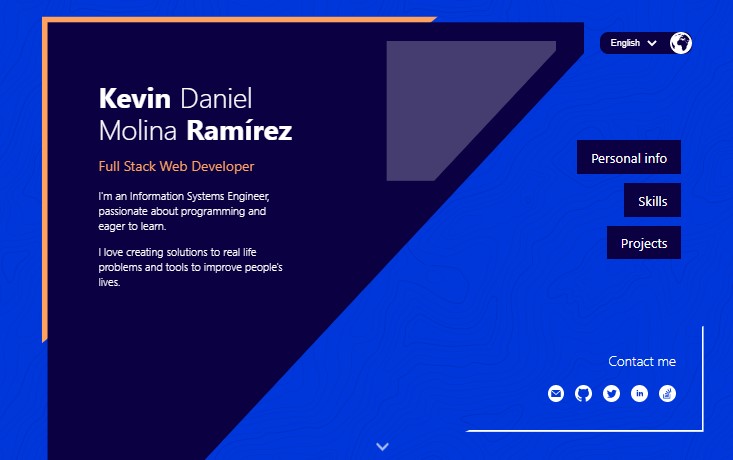 English
Kevin Daniel
Molina Ramírez
Full Stack Web Developer
I'm an Information Systems Engineer,
passionate about programming and
eager to learn.
I love creating solutions to real life
problems and tools to improve people's
lives.
Personal info
Skills
Projects
Contact me
in